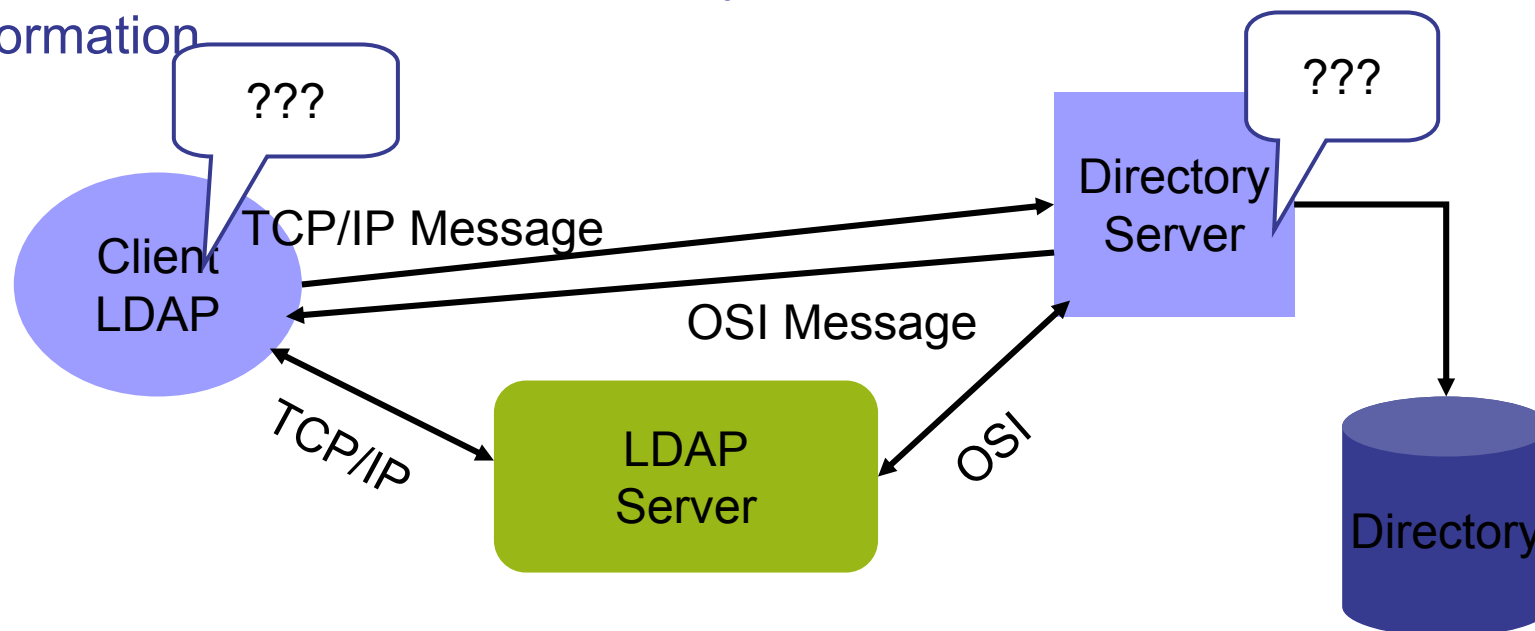 ormation
???
???
Directory
Server
TCP/IP Message
Client
LDAP
OSI Message
TCP/IP
LDAP
Server
OSI
Directory